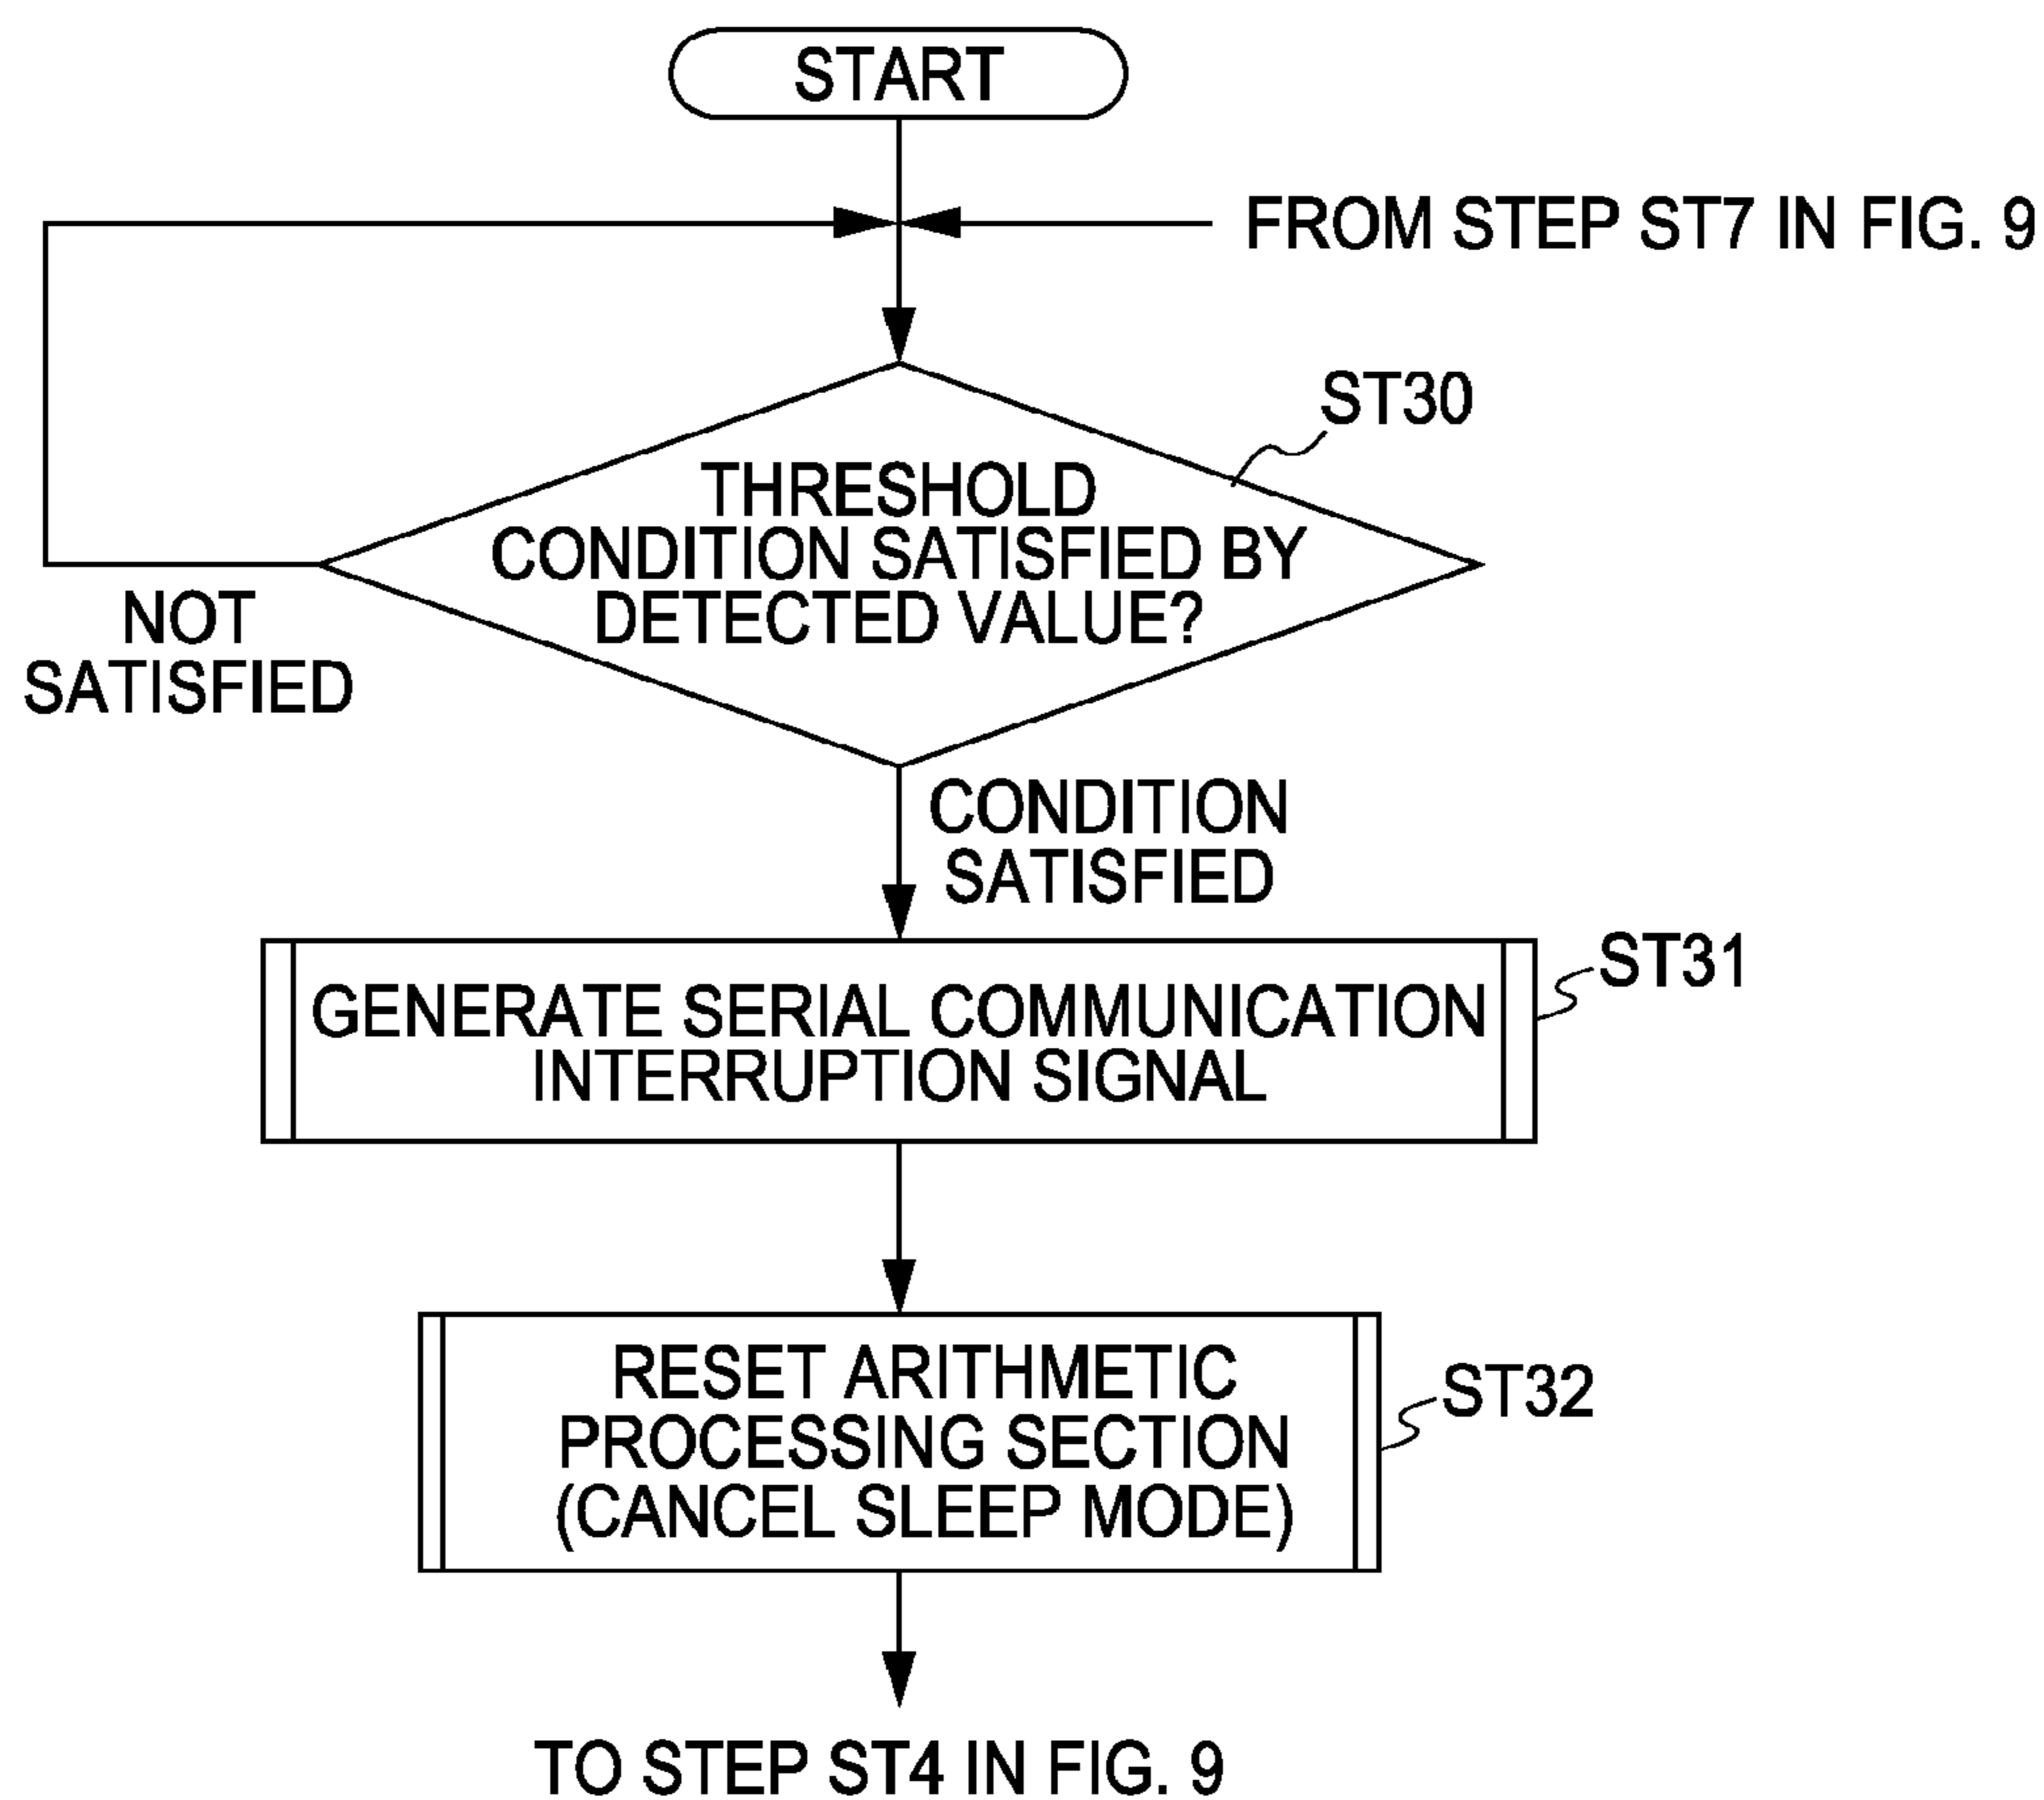 START
FROM STEP ST7 IN FIG. 9
ST30
THRESHOLD
CONDITION SATISFIED BY
DETECTED VALUE?
NOT
SATISFIED
CONDITION
SATISFIED
ST31
GENERATE SERIAL COMMUNICATION
INTERRUPTION SIGNAL
RESET ARITHMETIC
PROCESSING SECTION
(CANCEL SLEEP MODE)
ST32
TO STEP ST4 IN FIG. 9